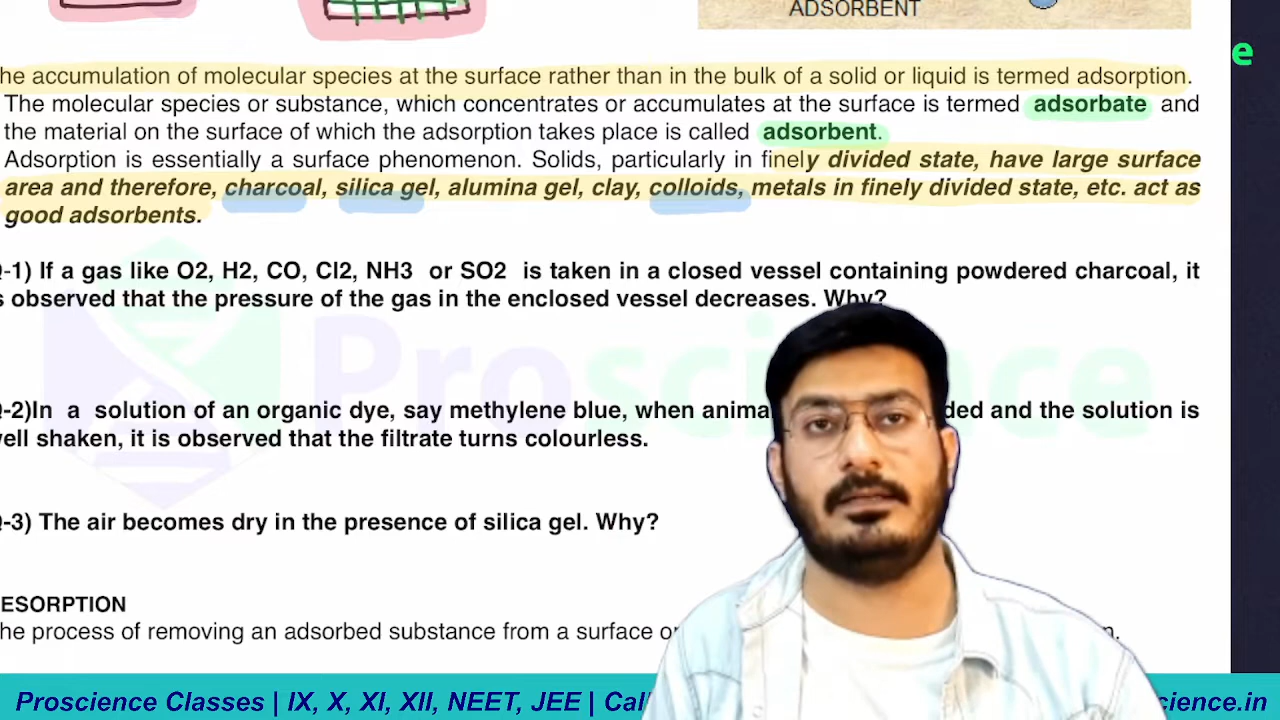 ADSORBENT
e
he accumulation of molecular species at the surface rather than in the bulk of a solid or liquid is termed adsorption.
The molecular species or substance, which concentrates or accumulates at the surface is termed adsorbate and
the material on the surface of which the adsorption takes place is called adsorbent.
Adsorption is essentially a surface phenomenon. Solids, particularly in finely divided state, have large surface
area and therefore, charcoal, silica gel, alumina gel, clay, colloids, metals in finely divided state, etc. act as
good adsorbents.
-1) If a gas like O2, H2, CO, Cl2, NH3 or SO2 is taken in a closed vessel containing powdered charcoal, it
s observed that the pressure of the gas in the enclosed vessel decreases. Why?
Proscience
-2)In a solution of an organic dye, say methylene blue, when anima ded and the solution is
well shaken, it is observed that the filtrate turns colourless.
-3) The air becomes dry in the presence of silica gel. Why?
ESORPTION
he process of removing an adsorbed substance from a surface o n.
Proscience Classes | IX, X, XI, XII, NEET, JEE | Cal cience.in